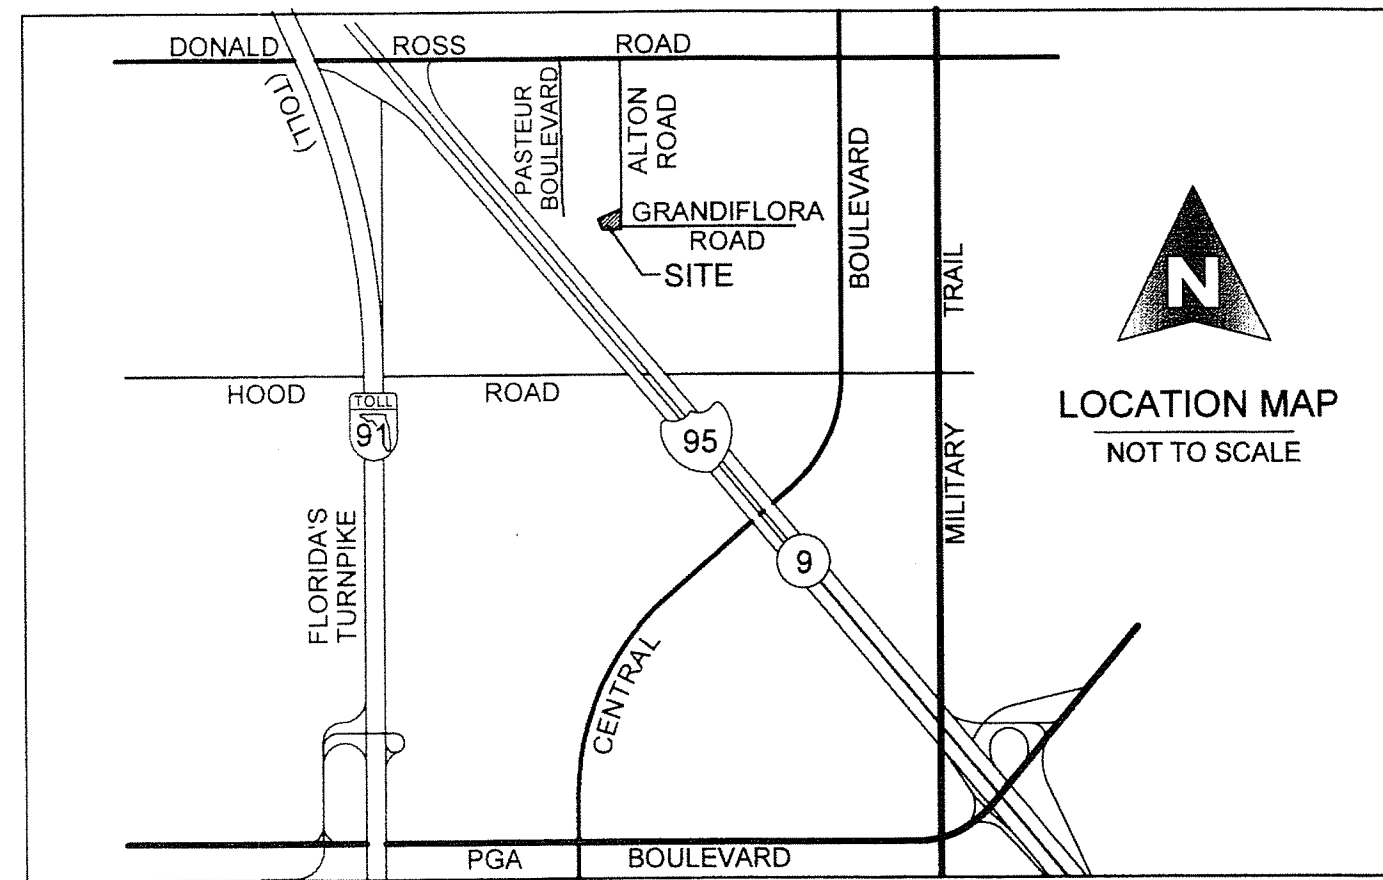 DONALD ROSS ROAD
(TOLL)
PASTEUR
BOULEVARD
ALTON
ROAD
GRANDIFLORA
ROAD
SITE
BOULEVARD
TRAIL
N
HOOD ROAD
TOLL
91
95
LOCATION MAP
NOT TO SCALE
MILITARY
FLORIDA'S
TURNPIKE
9
CENTRAL
PGA BOULEVARD